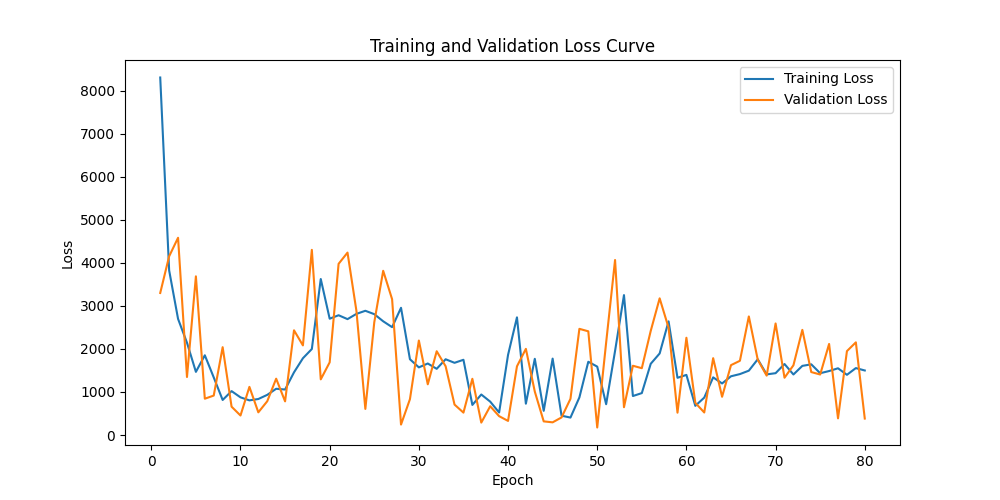 Training and Validation Loss Curve
Training Loss
Validation Loss
8000
7000
6000
5000
4000
3000
2000
1000
0
Loss
0 10 20 30 40 50 60 70 80
Epoch